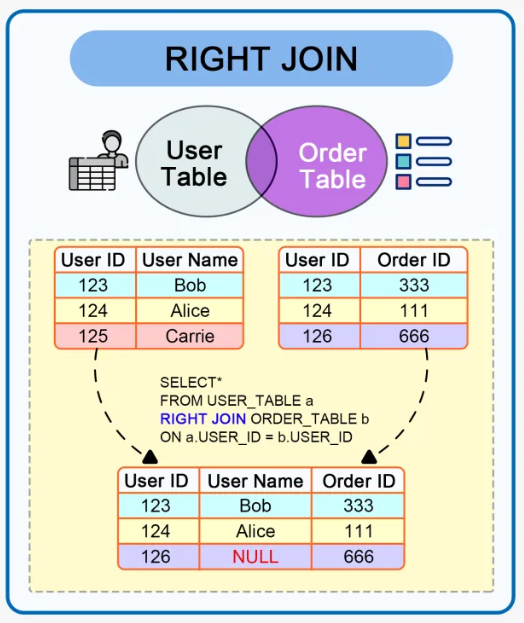 RIGHT JOIN
User
Table
Order
Table
User ID User Name
123 Bob
124 Alice
125 Carrie
User ID Order ID
123 333
124 111
126 666
SELECT*
FROM USER_TABLE a
RIGHT JOIN ORDER_TABLE b
ON a.USER_ID = b.USER_ID
User ID User Name Order ID
123 Bob 333
124 Alice 111
126 NULL 666